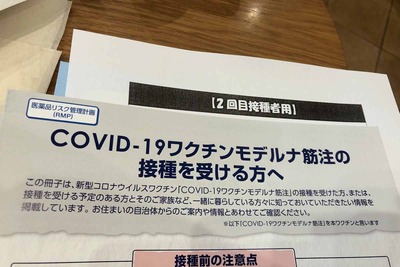 【2回目接種者用】
医薬品リスク管理計画
(RMP)
COVID-19ワクチンモデルナ筋注の
接種を受ける方へ
この冊子は、新型コロナウイルスワクチン「COVID-19ワクチンモデルナ筋注」の接種を受けた方、または、
接種を受ける予定のある方とそのご家族など、一緒に暮らしている方々に知っておいていただきたい情報を
掲載しています。お住まいの自治体からのご案内や情報とあわせてご確認ください。
※以下「COVID-19ワクチンモデルナ筋注」を本ワクチンと言います
接種前の注意点